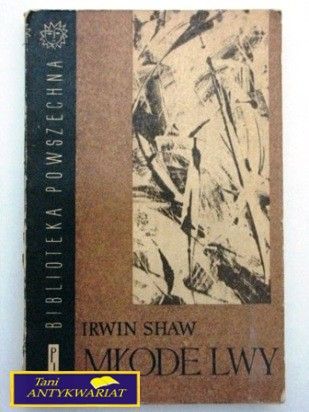 BIBLIOTEKA POWSZECHNA
IRWIN SHAW
MŁODE LWY
Tani
ANTYKWARIAT